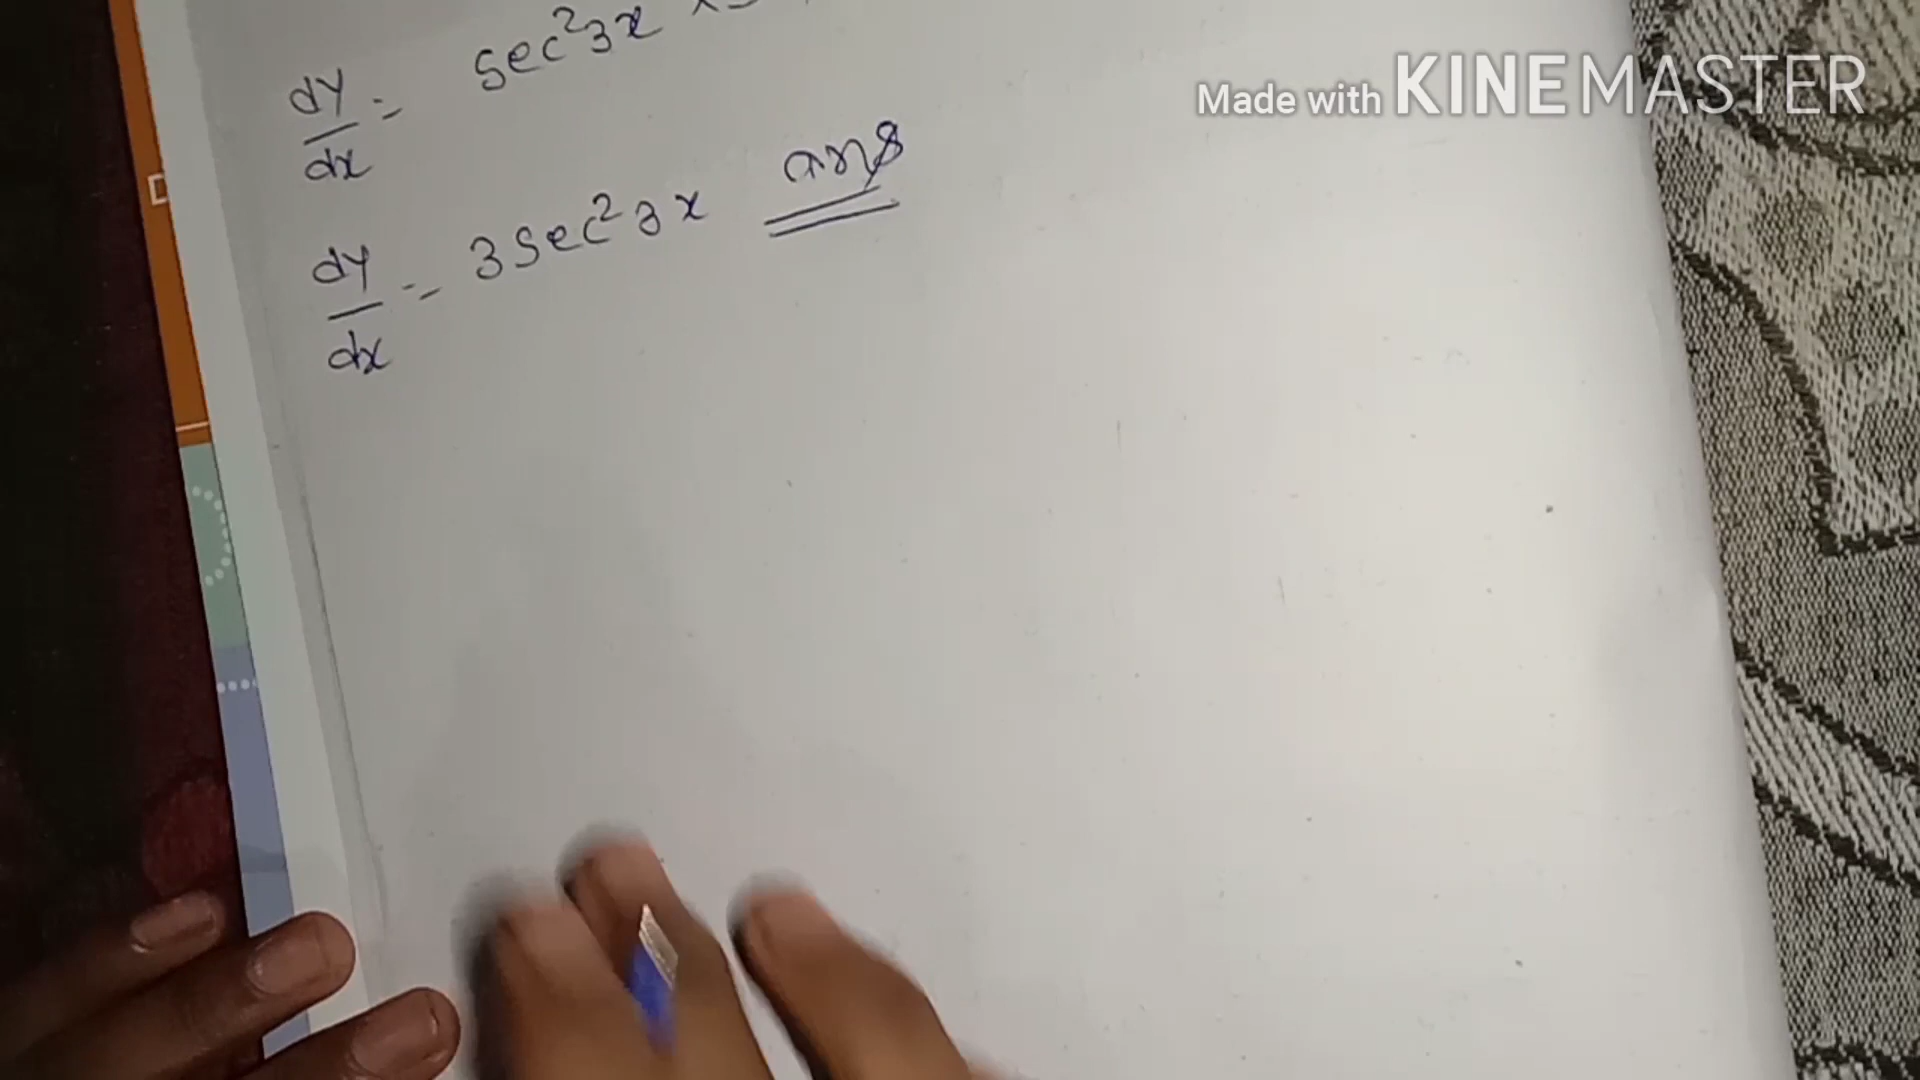 dy/dx = sec²3x ×
Made with KINEMASTER
dy/dx = 3sec²3x ans